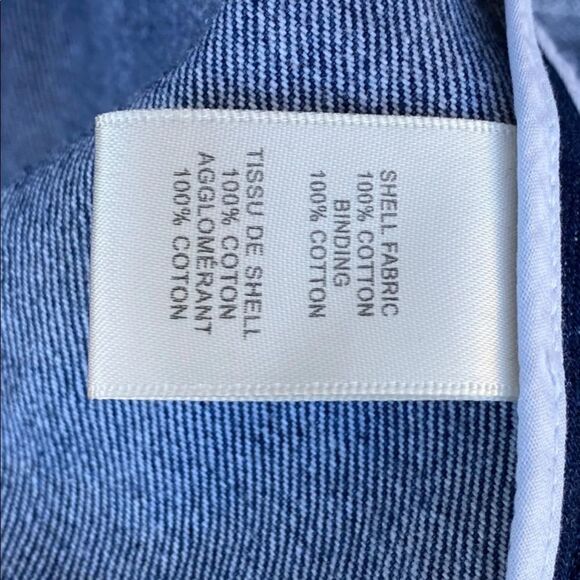 SHELL FABRIC
100% COTTON
BINDING
100% COTTON
TISSU DE SHELL
100% COTON
AGGLOMÉRANT
100% COTON